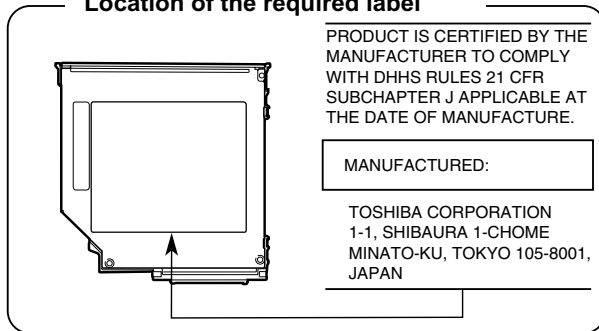 Location of the required label
PRODUCT IS CERTIFIED BY THE
MANUFACTURER TO COMPLY
WITH DHHS RULES 21 CFR
SUBCHAPTER J APPLICABLE AT
THE DATE OF MANUFACTURE.
MANUFACTURED:
TOSHIBA CORPORATION
1-1, SHIBAURA 1-CHOME
MINATO-KU, TOKYO 105-8001,
JAPAN